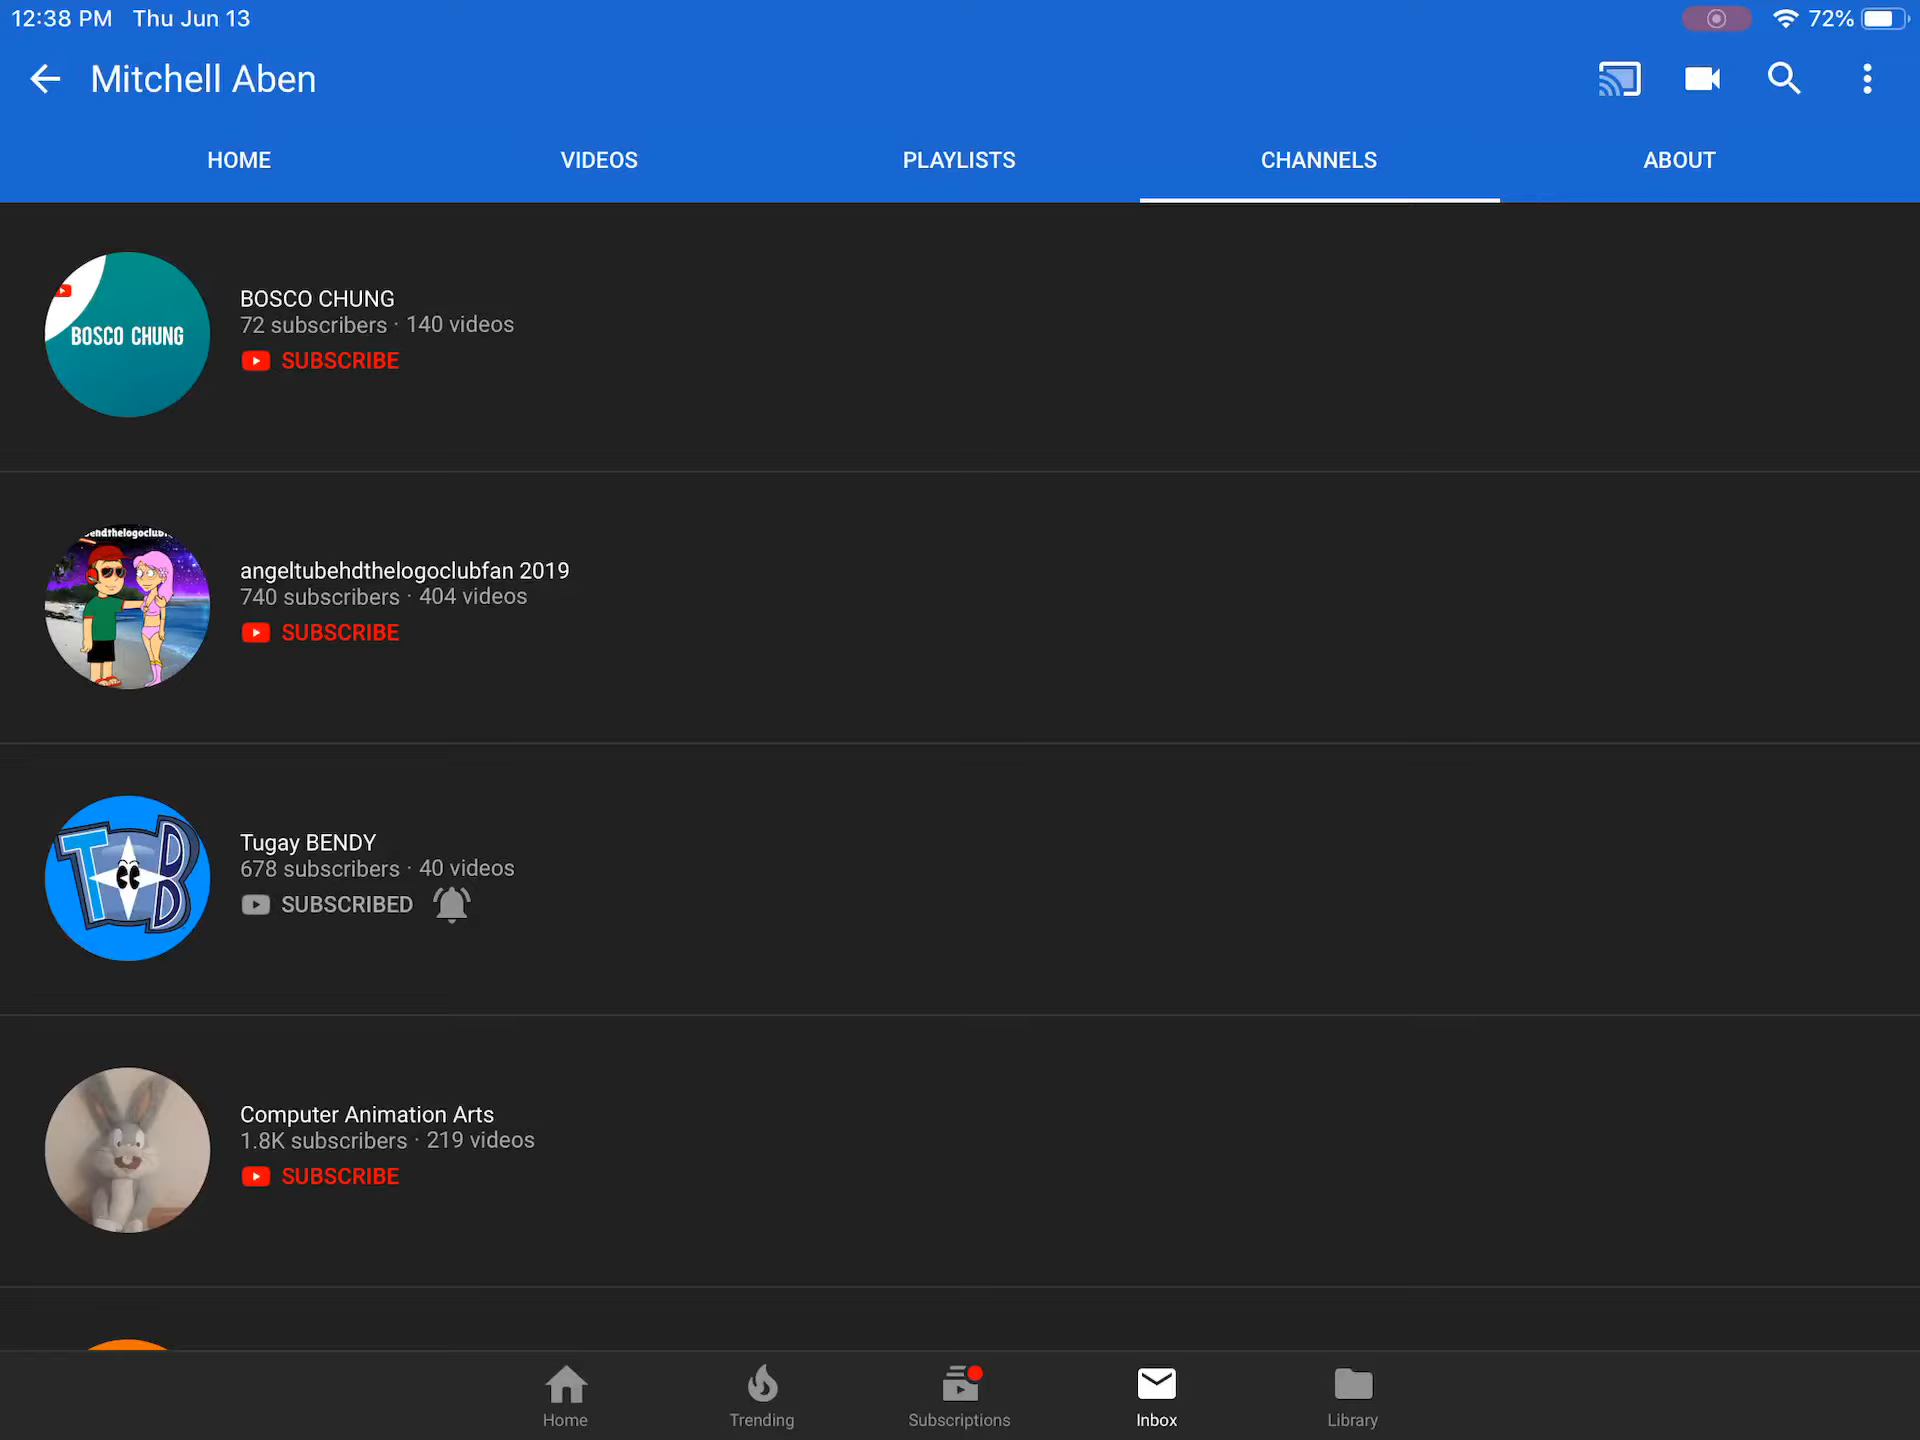 12:38 PM Thu Jun 13
72%
Mitchell Aben
HOME VIDEOS PLAYLISTS CHANNELS ABOUT
BOSCO CHUNG
BOSCO CHUNG
72 subscribers · 140 videos
SUBSCRIBE
endthelogoclub
angeltubehdthelogoclubfan 2019
740 subscribers · 404 videos
SUBSCRIBE
TB
Tugay BENDY
678 subscribers · 40 videos
SUBSCRIBED
Computer Animation Arts
1.8K subscribers · 219 videos
SUBSCRIBE
Home Trending Subscriptions Inbox Library